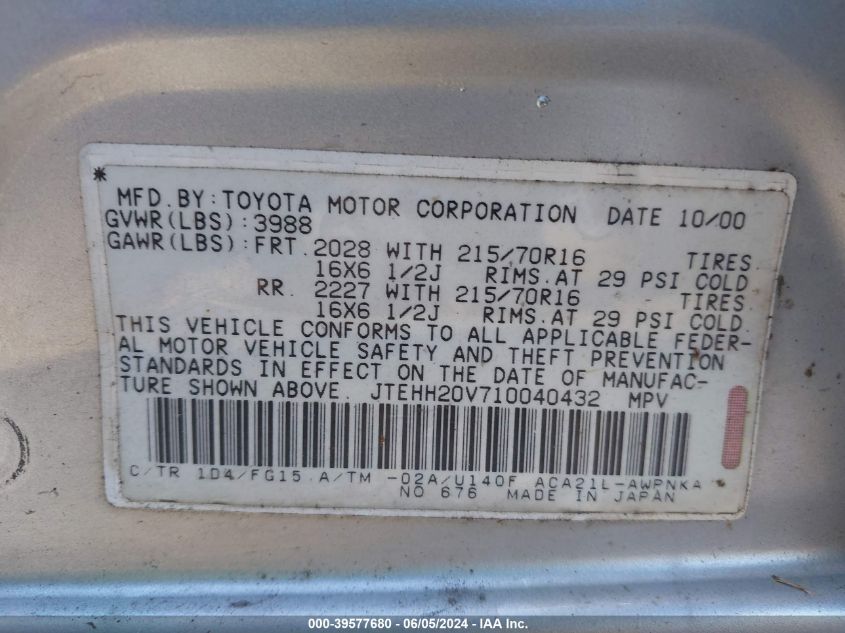 * MFD. BY: TOYOTA MOTOR CORPORATION DATE 10/00
GVWR(LBS): 3988
GAWR(LBS): FRT. 2028 WITH 215/70R16 TIRES
16X6 1/2J RIMS. AT 29 PSI COLD
RR. 2227 WITH 215/70R16 TIRES
16X6 1/2J RIMS. AT 29 PSI COLD.
THIS VEHICLE CONFORMS TO ALL APPLICABLE FEDER-
AL MOTOR VEHICLE SAFETY AND THEFT PREVENTION
STANDARDS IN EFFECT ON THE DATE OF MANUFAC-
TURE SHOWN ABOVE. JTEHH20V710040432 MPV
C/TR 1D4/FG15 A/TM -02A/U140F ACA21L-AWPNKA
NO 676 MADE IN JAPAN
000-39577680 - 06/05/2024 - IAA Inc.